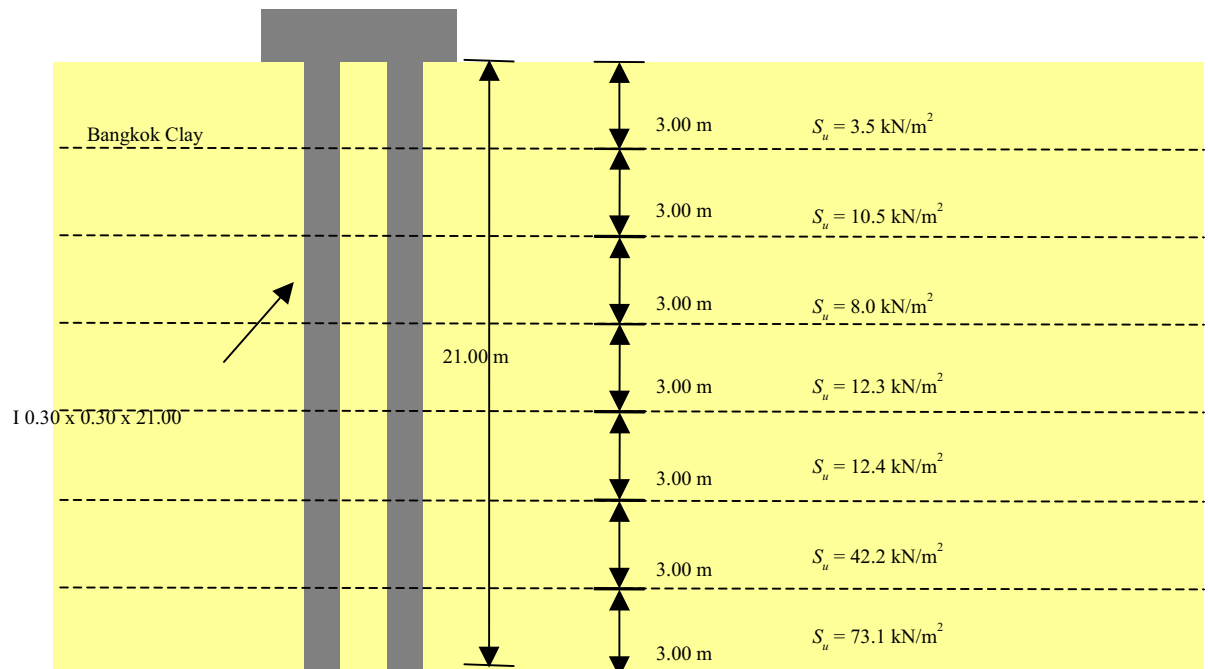 3.00 m
S_u = 3.5 kN/m²
Bangkok Clay
3.00 m
S_u = 10.5 kN/m²
3.00 m
S_u = 8.0 kN/m²
21.00 m
3.00 m
S_u = 12.3 kN/m²
I 0.30 x 0.30 x 21.00
3.00 m
S_u = 12.4 kN/m²
3.00 m
S_u = 42.2 kN/m²
3.00 m
S_u = 73.1 kN/m²